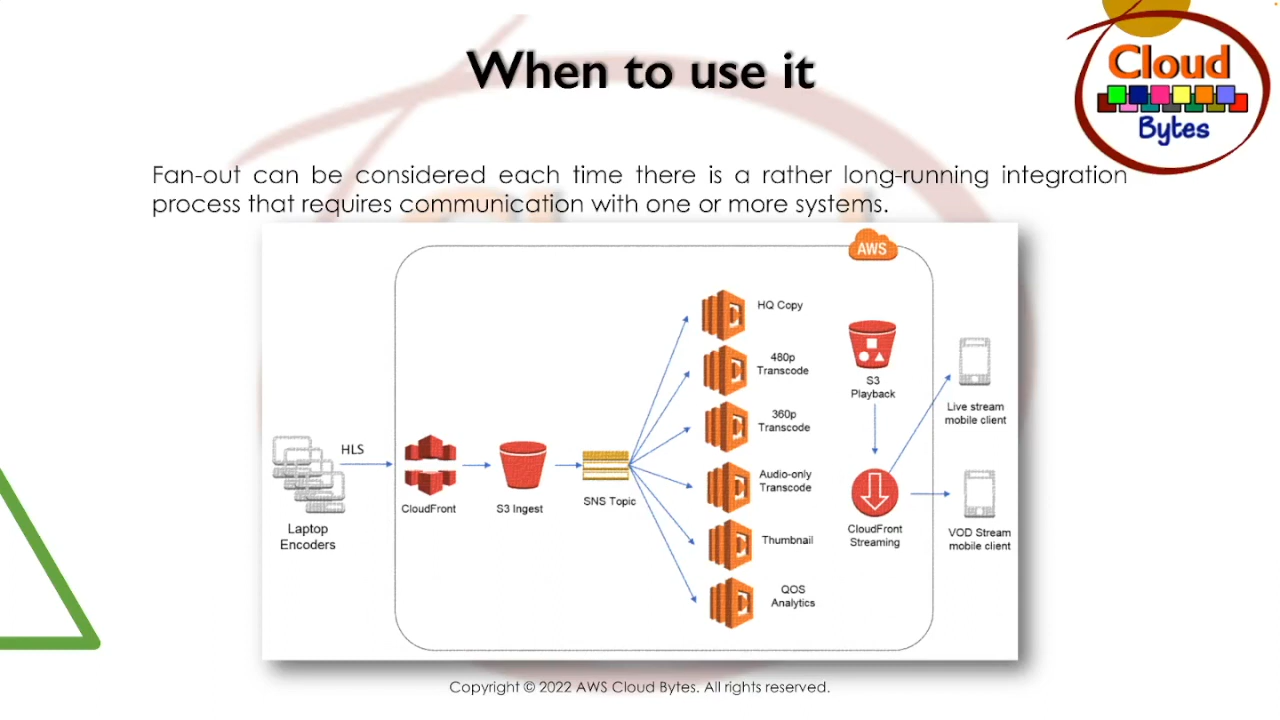 When to use it
Cloud
Bytes
Fan-out can be considered each time there is a rather long-running integration
process that requires communication with one or more systems.
AWS
HQ Copy
480p
Transcode
360p
Transcode
Audio-only
Transcode
Thumbnail
QOS
Analytics
S3
Playback
Live stream
mobile client
HLS
Laptop
Encoders
CloudFront
S3 Ingest
SNS Topic
CloudFront
Streaming
VOD Stream
mobile client
Copyright © 2022 AWS Cloud Bytes. All rights reserved.